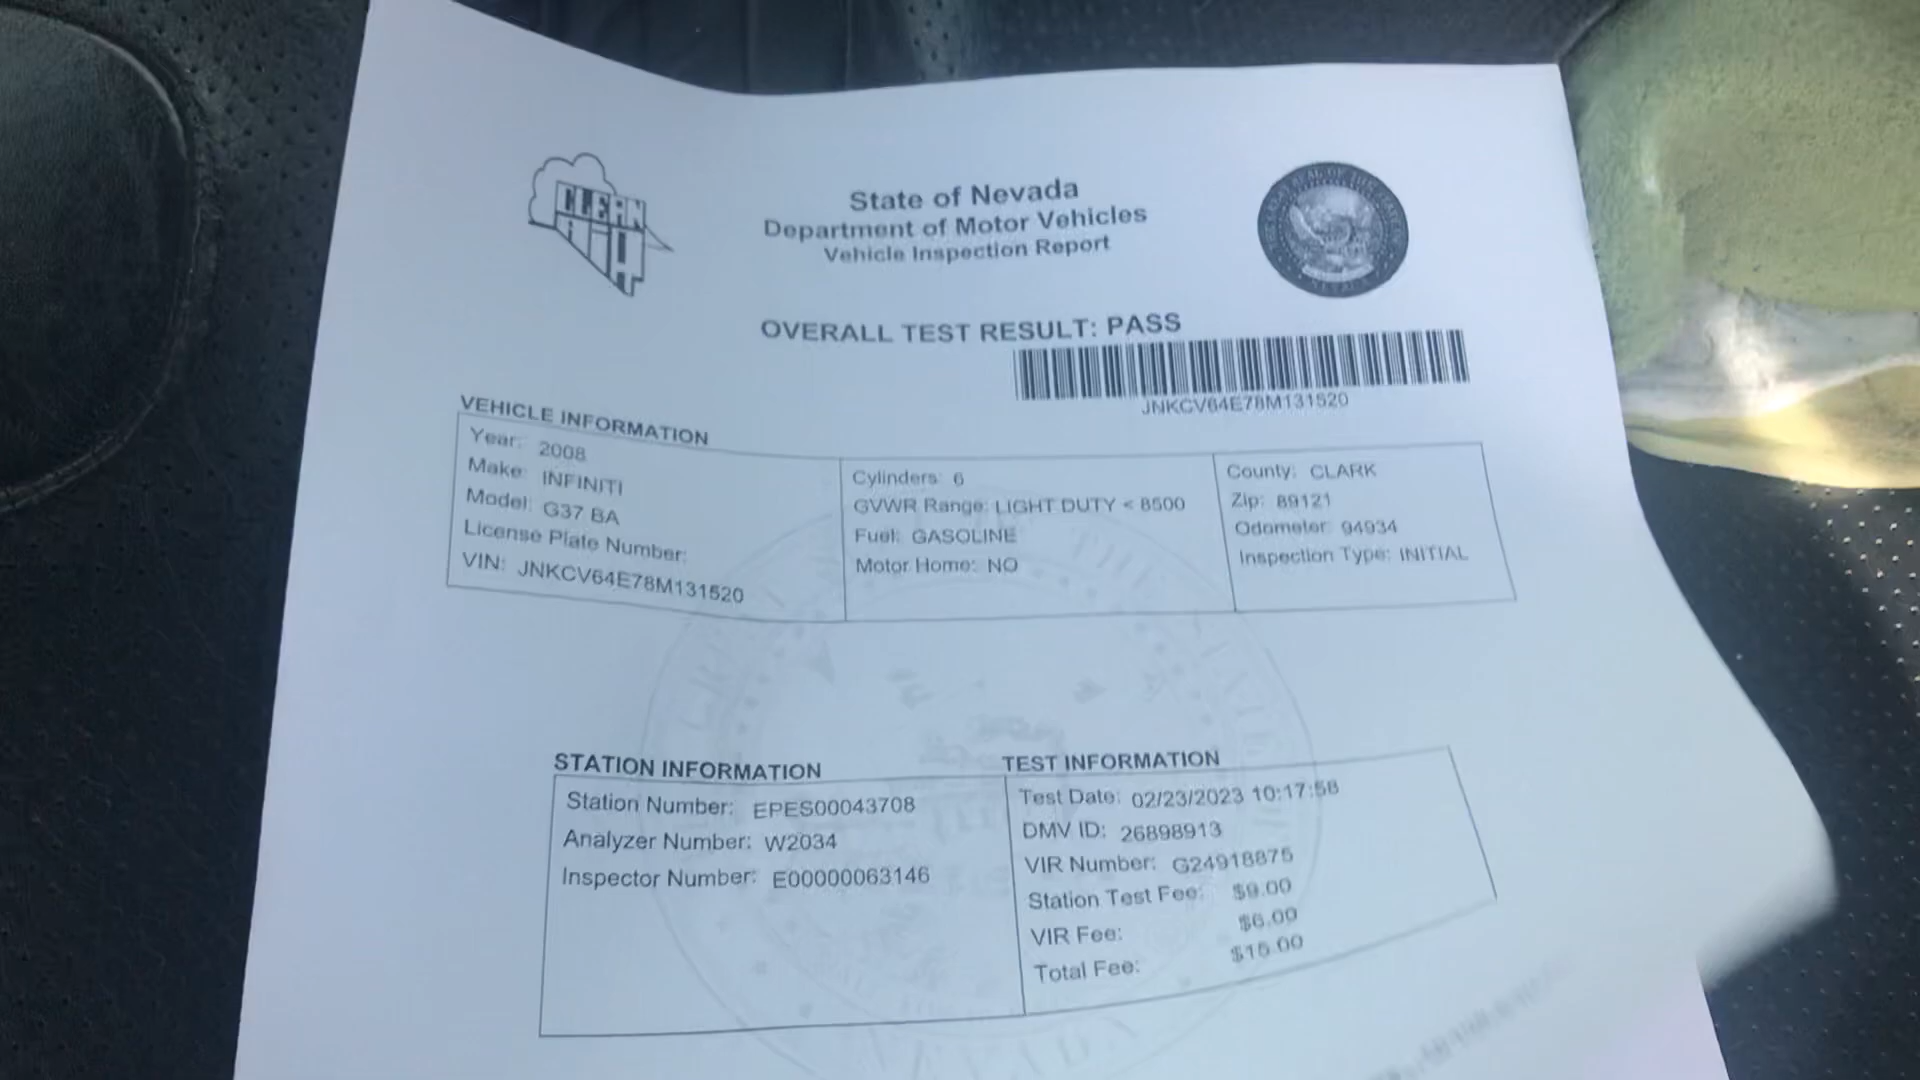 CLEAN
AIR
State of Nevada
Department of Motor Vehicles
Vehicle Inspection Report
OVERALL TEST RESULT: PASS
JNKCV64E78M131520
VEHICLE INFORMATION
Year: 2008
Make: INFINITI
Model: G37 BA
License Plate Number:
VIN: JNKCV64E78M131520
Cylinders: 6
GVWR Range: LIGHT DUTY < 8500
Fuel: GASOLINE
Motor Home: NO
County: CLARK
Zip: 89121
Odometer: 94934
Inspection Type: INITIAL
STATION INFORMATION
Station Number: EPES00043708
Analyzer Number: W2034
Inspector Number: E00000063146
TEST INFORMATION
Test Date: 02/23/2023 10:17:58
DMV ID: 26898913
VIR Number: G24918875
Station Test Fee: $9.00
VIR Fee: $6.00
Total Fee: $15.00